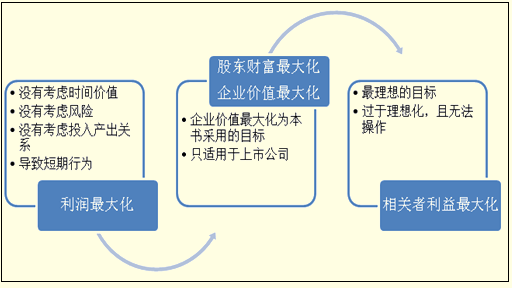 • 没有考虑时间价值
• 没有考虑风险
• 没有考虑投入产出关
系
• 导致短期行为
利润最大化
股东财富最大化
企业价值最大化
• 企业价值最大化为本
书采用的目标
• 只适用于上市公司
• 最理想的目标
• 过于理想化，且无法
操作
相关者利益最大化